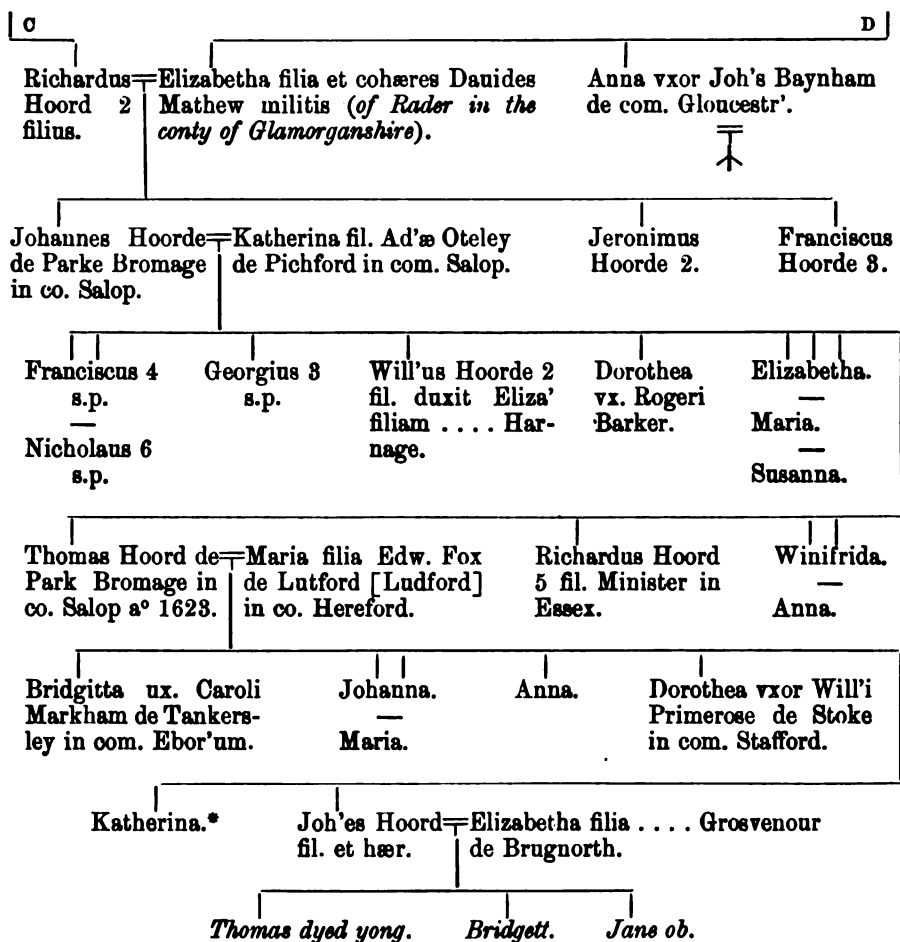 C D
Richardus Elizabetha filia et cohæres Dauides Anna vxor Joh's Baynham
Hoord 2 Mathew militis (of Rader in the de com. Gloucestr'.
filius. conty of Glamorganshire).
Johannes Hoorde Katherina fil. Ad'æ Oteley Jeronimus Franciscus
de Parke Bromage de Pichford in com. Salop. Hoorde 2. Hoorde 3.
in co. Salop.
Franciscus 4 Georgius 3 Will'us Hoorde 2 Dorothea Elizabetha.
s.p. s.p. fil. duxit Eliza' vx. Rogeri —
— filiam .... Har- Barker. Maria.
Nicholaus 6 nage. —
s.p. Susanna.
Thomas Hoord de Maria filia Edw. Fox Richardus Hoord Winifrida.
Park Bromage in de Lutford [Ludford] 5 fil. Minister in —
co. Salop aº 1623. in co. Hereford. Essex. Anna.
Bridgitta ux. Caroli Johanna. Anna. Dorothea vxor Will'i
Markham de Tankers- — Primerose de Stoke
ley in com. Ebor'um. Maria. in com. Stafford.
Katherina.* Joh'es Hoord Elizabetha filia .... Grosvenour
fil. et hær. de Brugnorth.
Thomas dyed yong. Bridgett. Jane ob.